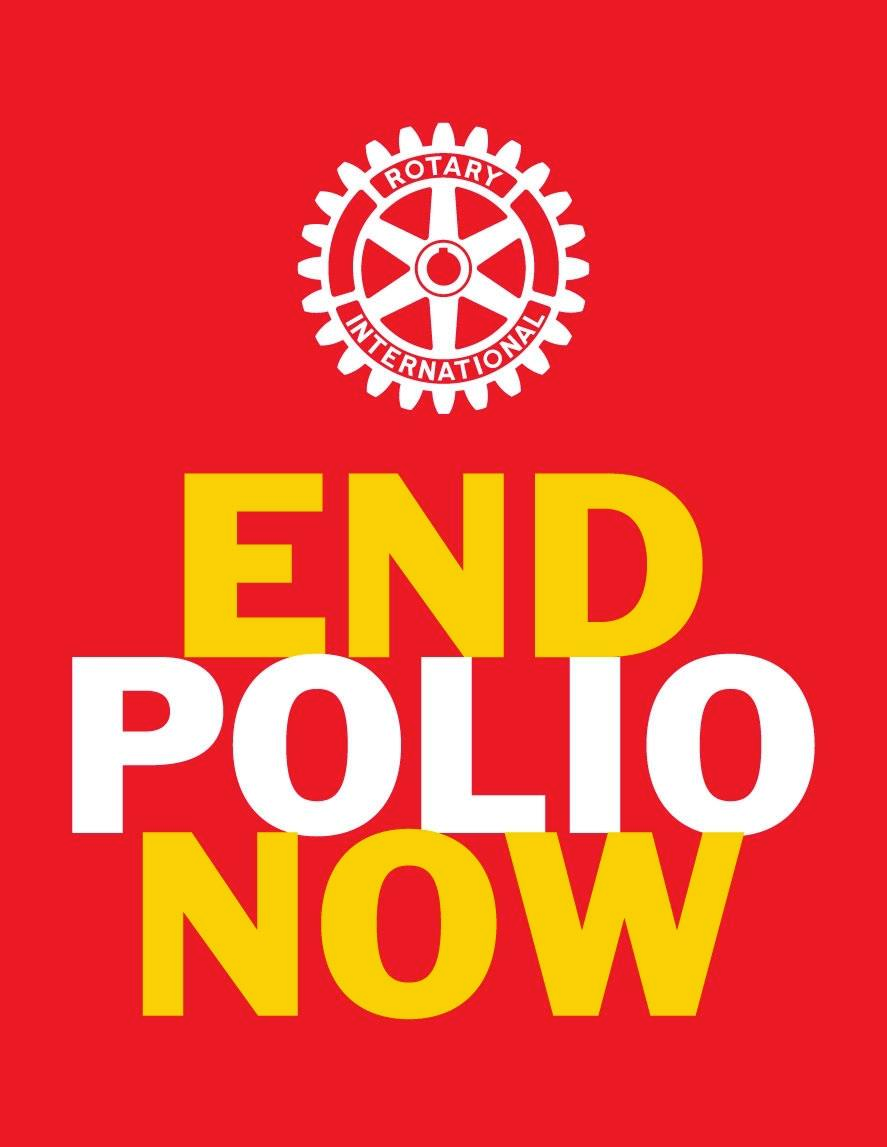 ROTARY
INTERNATIONAL
END
POLIO
NOW